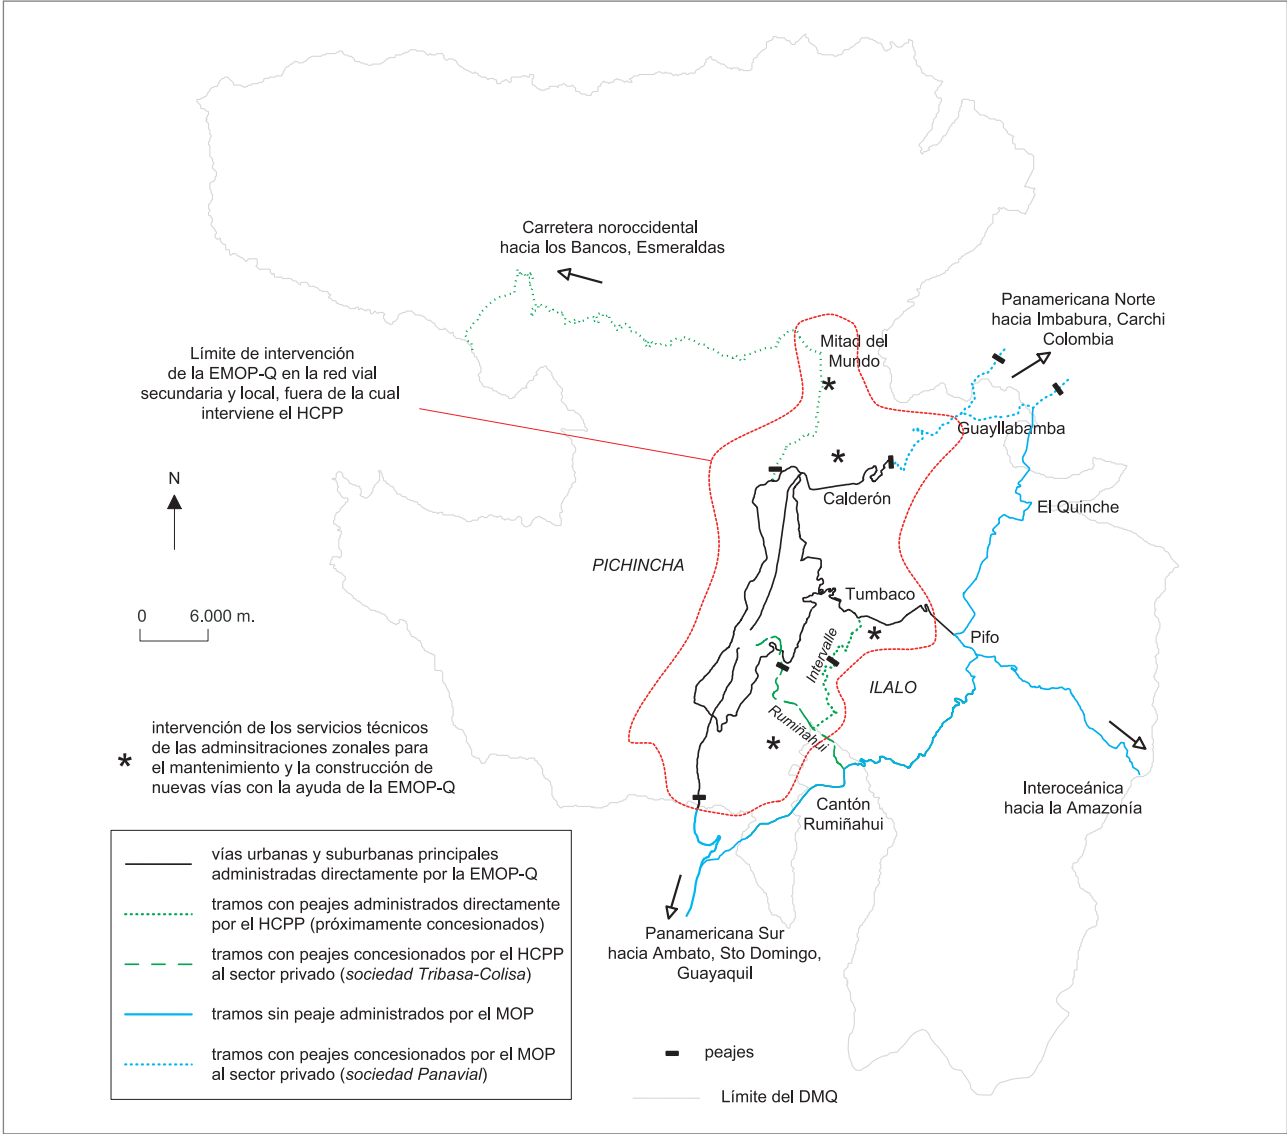 Carretera noroccidental
hacia los Bancos, Esmeraldas
Panamericana Norte
hacia Imbabura, Carchi
Colombia
Mitad del
Mundo
Límite de intervención
de la EMOP-Q en la red vial
secundaria y local, fuera de la cual
interviene el HCPP
Guayllabamba
N
Calderón
El Quinche
PICHINCHA
Tumbaco
0 6.000 m.
Pifo
Intervalle
ILALO
Rumiñahui
* intervención de los servicios técnicos
de las adminsitraciones zonales para
el mantenimiento y la construcción de
nuevas vías con la ayuda de la EMOP-Q
Interoceánica
hacia la Amazonía
Cantón
Rumiñahui
vías urbanas y suburbanas principales
administradas directamente por la EMOP-Q
tramos con peajes administrados directamente
por el HCPP (próximamente concesionados)
tramos con peajes concesionados por el HCPP
al sector privado (sociedad Tribasa-Colisa)
tramos sin peaje administrados por el MOP
tramos con peajes concesionados por el MOP
al sector privado (sociedad Panavial)
Panamericana Sur
hacia Ambato, Sto Domingo,
Guayaquil
peajes
Límite del DMQ